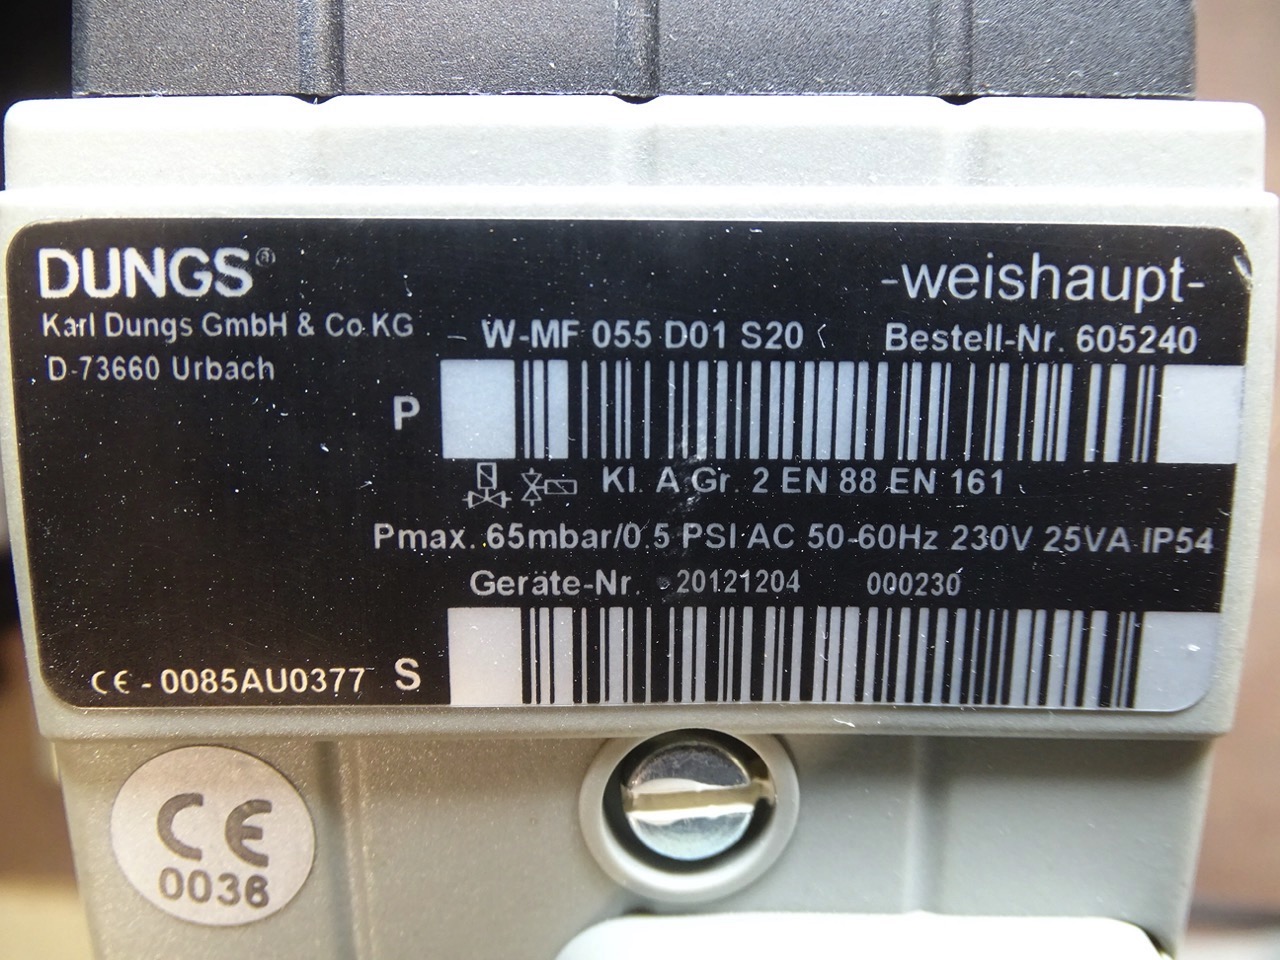 DUNGS®
-weishaupt-
Karl Dungs GmbH & Co KG
D-73660 Urbach
W-MF 055 D01 S20
Bestell-Nr. 605240
P
Kl. A Gr. 2 EN 88 EN 161
Pmax. 65mbar/0.5 PSI AC 50-60Hz 230V 25VA IP54
Geräte-Nr. 20121204 000230
CE-0085AU0377 S
CE
0036